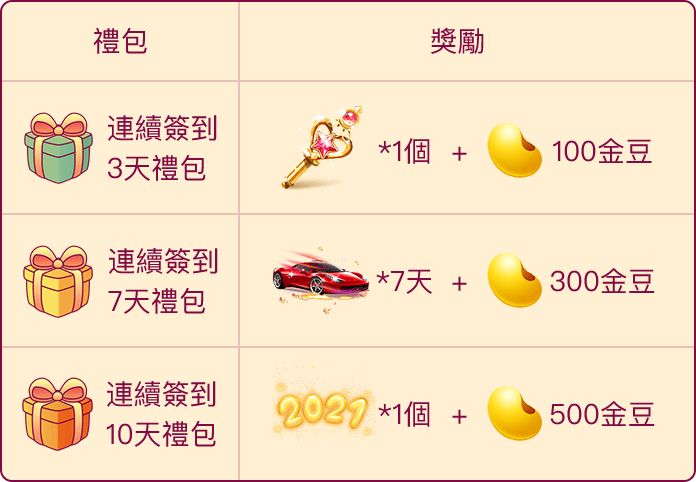 禮包
獎勵
連續簽到
3天禮包
*1個 + 100金豆
連續簽到
7天禮包
*7天 + 300金豆
連續簽到
10天禮包
2021 *1個 + 500金豆